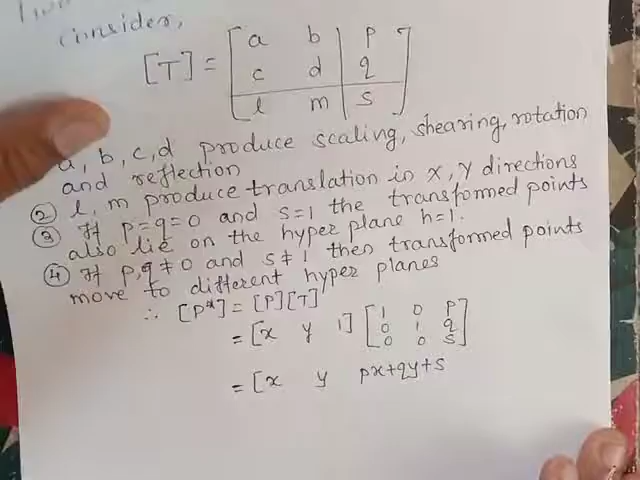 consider,
[T] = [a b | p
c d | q
l m | s]
a, b, c, d produce scaling, shearing, rotation
and reflection
② l, m produce translation in x, y directions
③ If p=q=0 and s=1 the transformed points
also lie on the hyper plane h=1.
④ If p,q ≠ 0 and s ≠ 1 then transformed points
move to different hyper planes
∴ [P*] = [P][T]
= [x y 1] [1 0 p
0 1 q
0 0 s]
= [x y px+qy+s